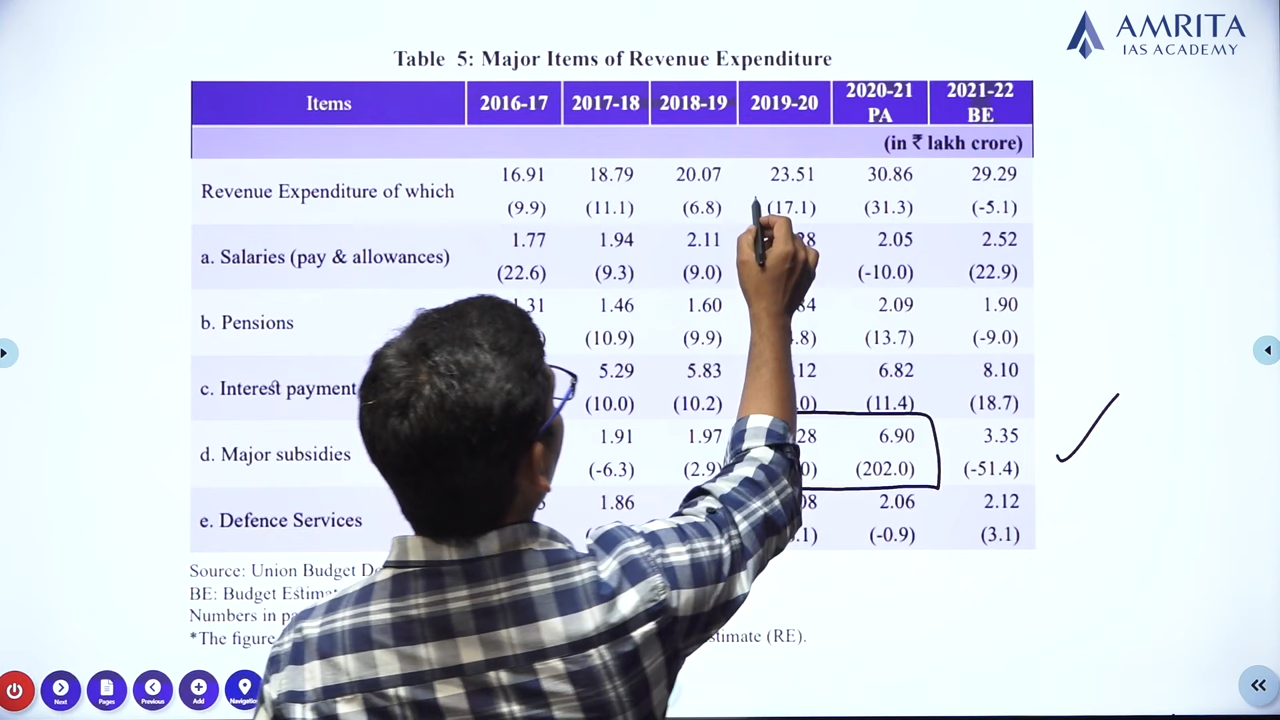 AMRITA
IAS ACADEMY
Table 5: Major Items of Revenue Expenditure
Items 2016-17 2017-18 2018-19 2019-20 2020-21 PA 2021-22 BE
(in ₹ lakh crore)
Revenue Expenditure of which 16.91 18.79 20.07 23.51 30.86 29.29
(9.9) (11.1) (6.8) (17.1) (31.3) (-5.1)
a. Salaries (pay & allowances) 1.77 1.94 2.11 2.05 2.52
(22.6) (9.3) (9.0) (-10.0) (22.9)
b. Pensions 1.46 1.60 2.09 1.90
(10.9) (9.9) (13.7) (-9.0)
c. Interest payment 5.29 5.83 6.82 8.10
(10.0) (10.2) (11.4) (18.7)
d. Major subsidies 1.91 1.97 6.90 3.35
(-6.3) (2.9) (202.0) (-51.4)
e. Defence Services 1.86 2.06 2.12
(-0.9) (3.1)
Source: Union Budget
BE: Budget
Numbers in
*The figure (RE).
Next Pages Previous Add